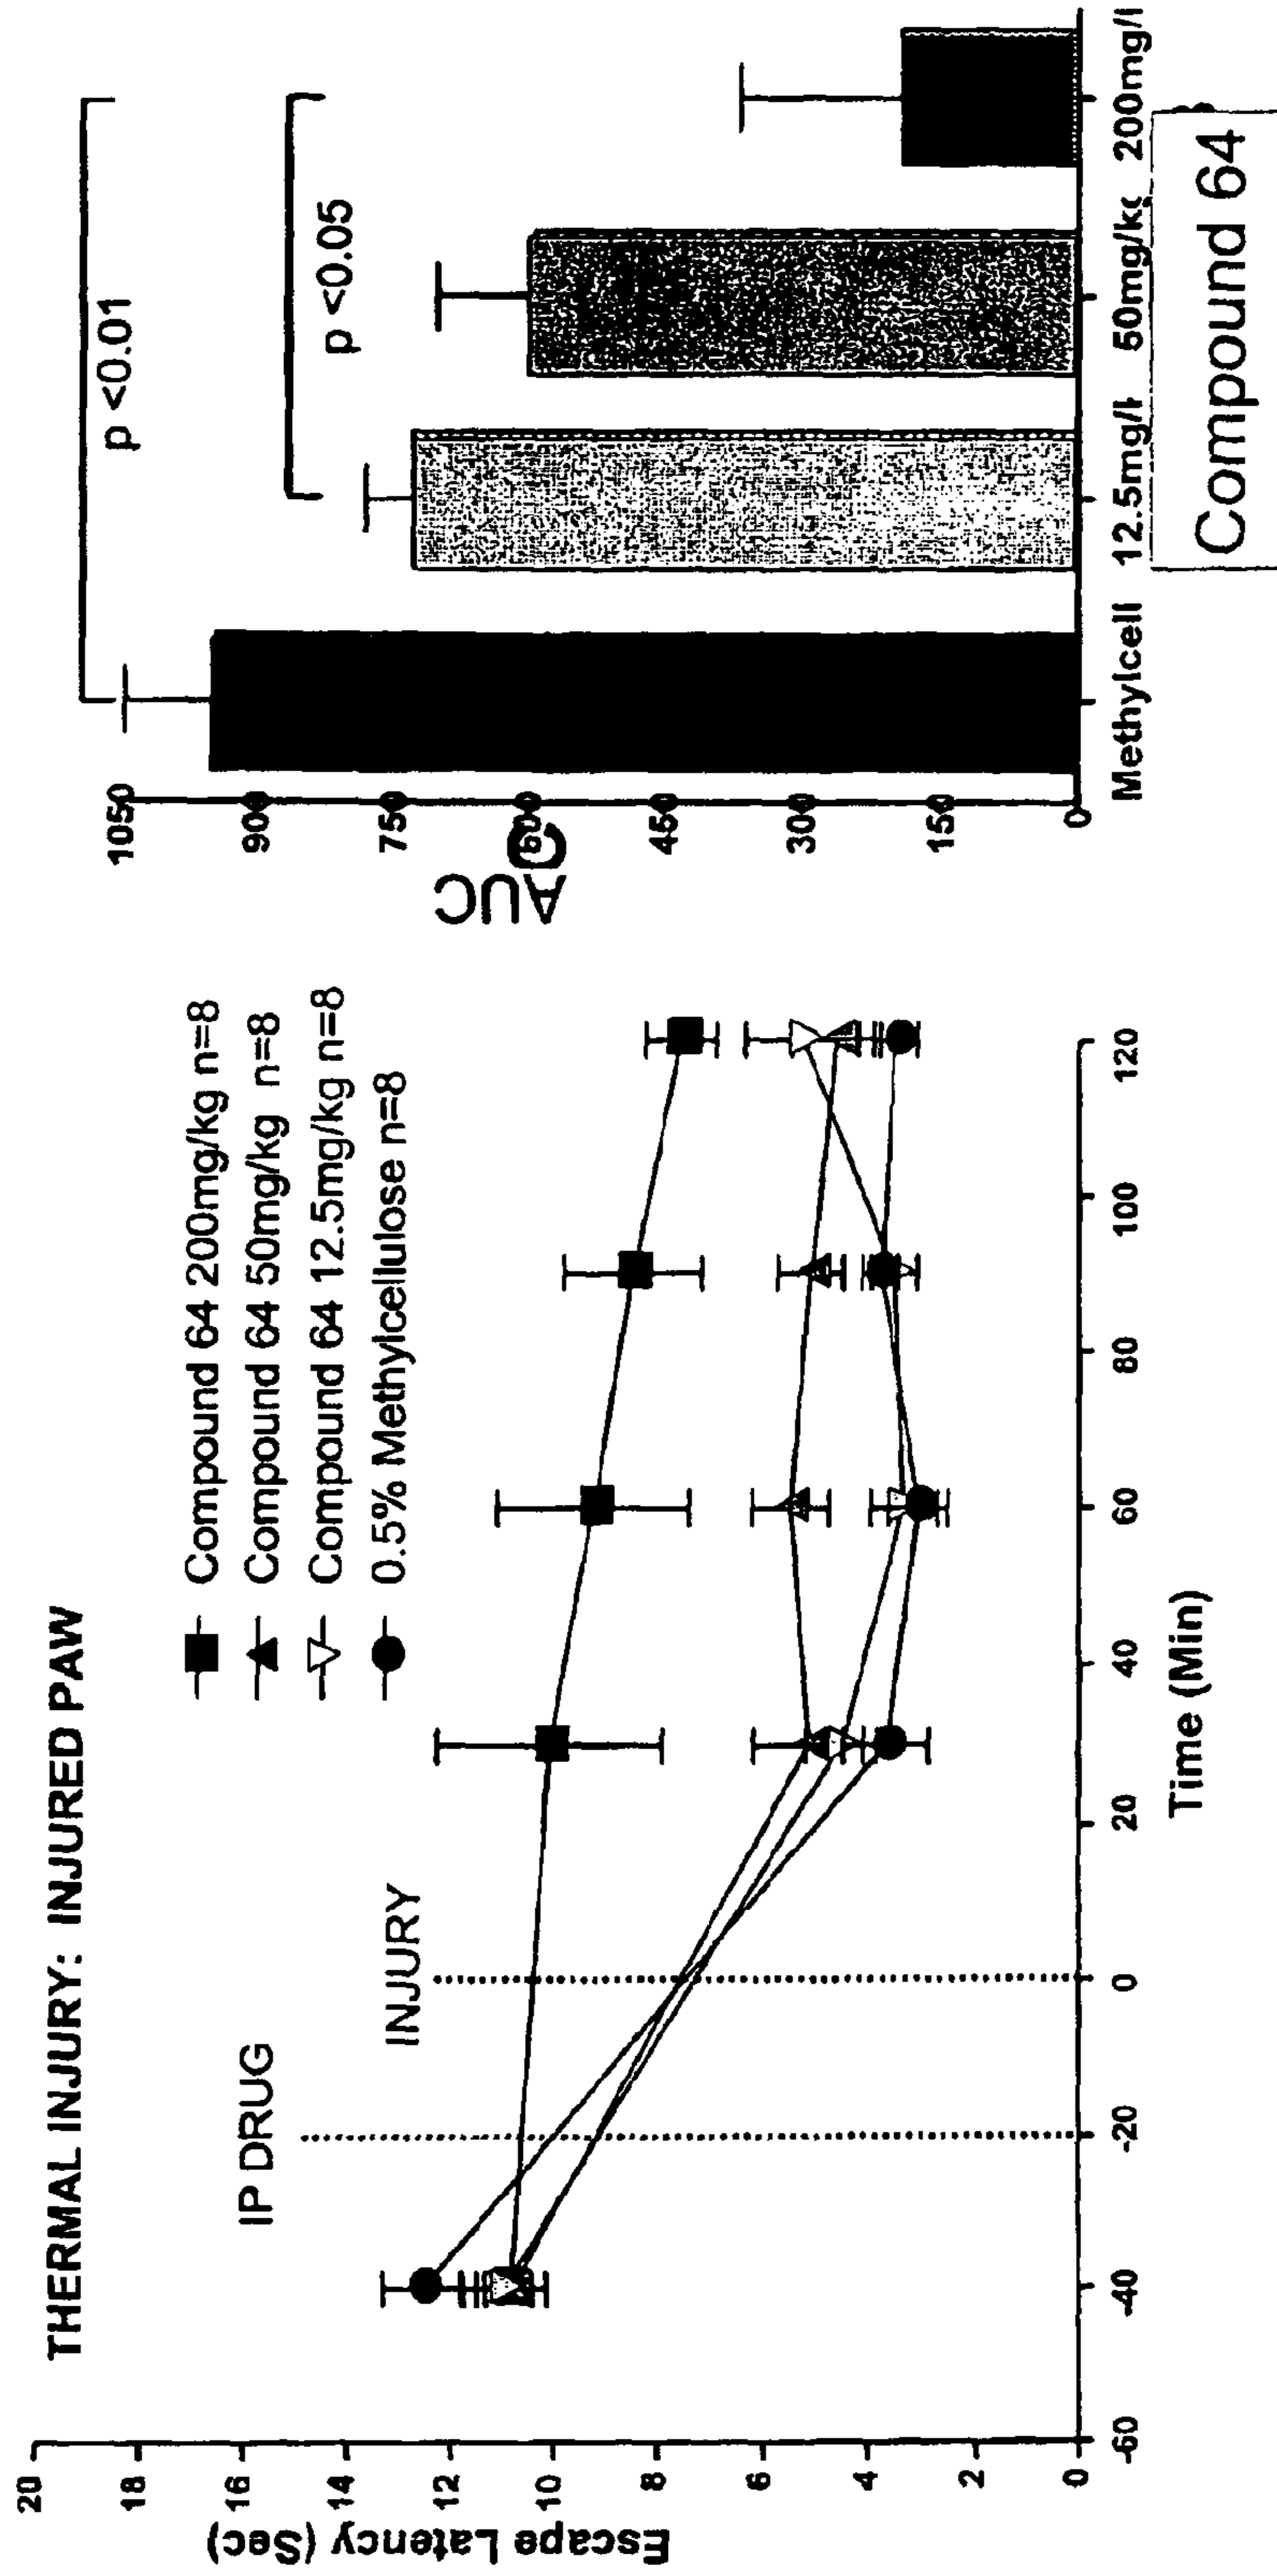 THERMAL INJURY: INJURED PAW
Compound 64 200mg/kg n=8
Compound 64 50mg/kg n=8
Compound 64 12.5mg/kg n=8
0.5% Methylcellulose n=8
IP DRUG
INJURY
Escape Latency (Sec)
20
18
16
14
12
10
8
6
4
2
0
-60
-40
-20
0
20
40
60
80
100
120
Time (Min)
p <0.01
p <0.05
AUC
1050
900
750
600
450
300
150
0
Methylcell 12.5mg/l 50mg/kg 200mg/l
Compound 64